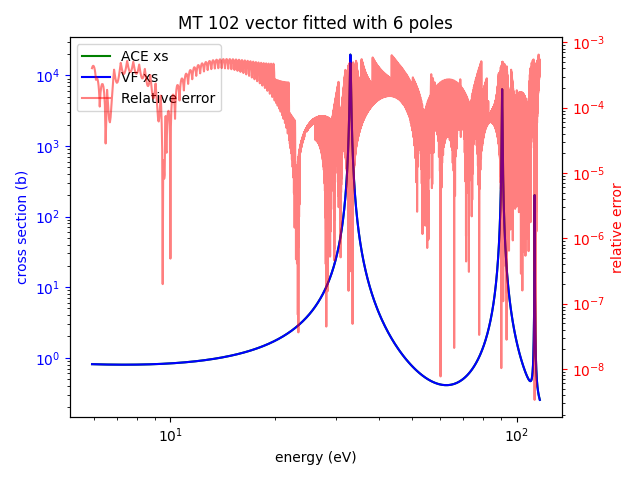 MT 102 vector fitted with 6 poles
ACE xs
VF xs
Relative error
cross section (b)
10⁴
10³
10²
10¹
10⁰
10⁻³
10⁻⁴
10⁻⁵
10⁻⁶
10⁻⁷
10⁻⁸
relative error
10¹
10²
energy (eV)